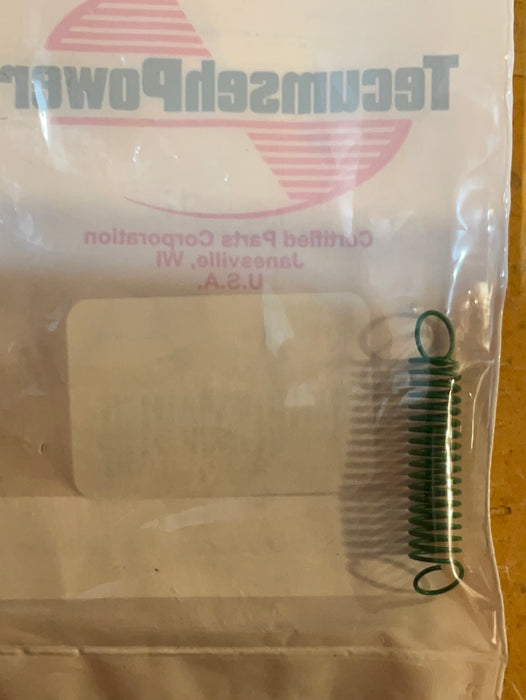 TecumsehPower
Certified Parts Corporation
Janesville, WI
U.S.A.